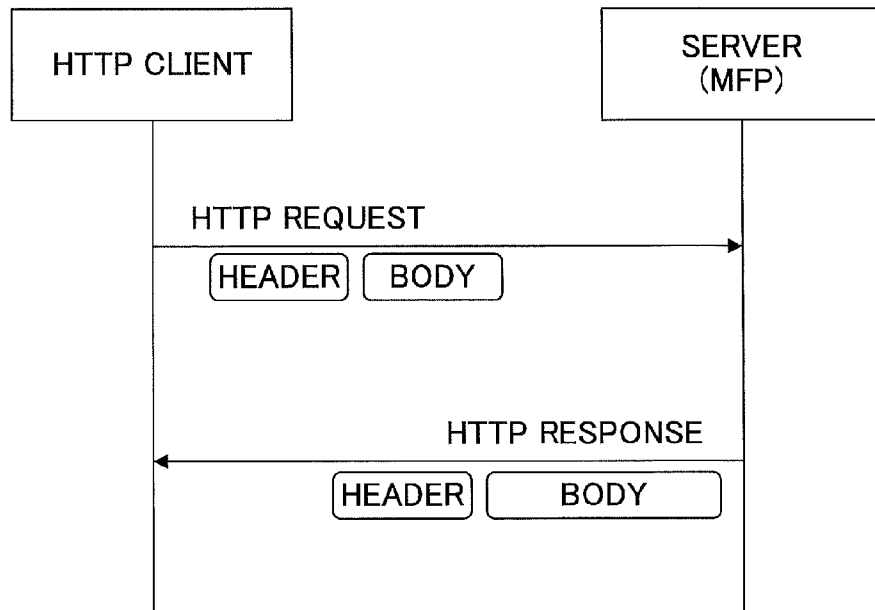 HTTP CLIENT
SERVER
(MFP)
HTTP REQUEST
HEADER BODY
HTTP RESPONSE
HEADER BODY